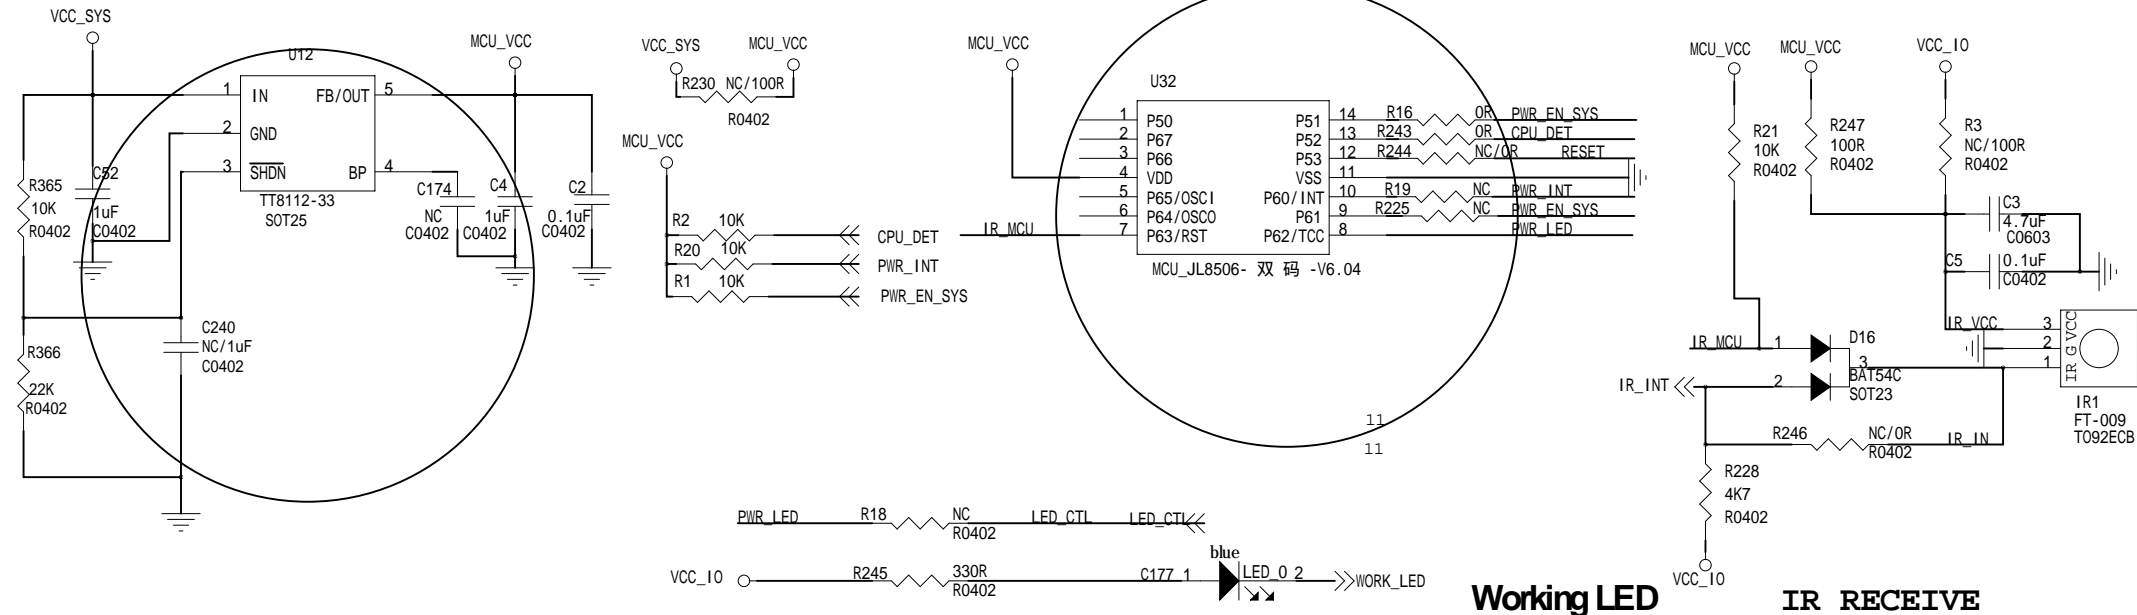 VCC_SYS
MCU_VCC
U12
1 IN FB/OUT 5
2 GND
3 SHDN BP 4
TT8112-33
SOT25
C52
1uF
C0402
R365
10K
R0402
C174
NC
C0402
C4
1uF
C0402
C2
0.1uF
C0402
C240
NC/1uF
C0402
R366
22K
R0402
VCC_SYS
MCU_VCC
R230 NC/100R
R0402
MCU_VCC
R2 10K CPU_DET
R20 10K PWR_INT
R1 10K PWR_EN_SYS
MCU_VCC
U32
1 P50 P51 14 R16 0R PWR_EN_SYS
2 P67 P52 13 R243 0R CPU_DET
3 P66 P53 12 R244 NC/0R RESET
4 VDD VSS 11
5 P65/OSCI P60/INT 10 R19 NC PWR_INT
6 P64/OSCO P61 9 R225 NC PWR_EN_SYS
IR_MCU 7 P63/RST P62/TCC 8 PWR_LED
MCU_JL8506- 双 码 -V6.04
11
11
PWR_LED R18 NC LED_CTL LED_CTL
R0402
blue
VCC_IO R245 330R C177 1 LED_0 2 WORK_LED
R0402
Working LED
MCU_VCC
MCU_VCC
VCC_IO
R21
10K
R0402
R247
100R
R0402
R3
NC/100R
R0402
C3
4.7uF
C0603
C5 0.1uF
C0402
IR_VCC 3
2
1
IR G VCC
IR1
FT-009
TO92ECB
IR_MCU 1 D16
3
IR_INT 2 BAT54C
SOT23
R246 NC/0R IR_IN
R0402
R228
4K7
R0402
VCC_IO
IR RECEIVE